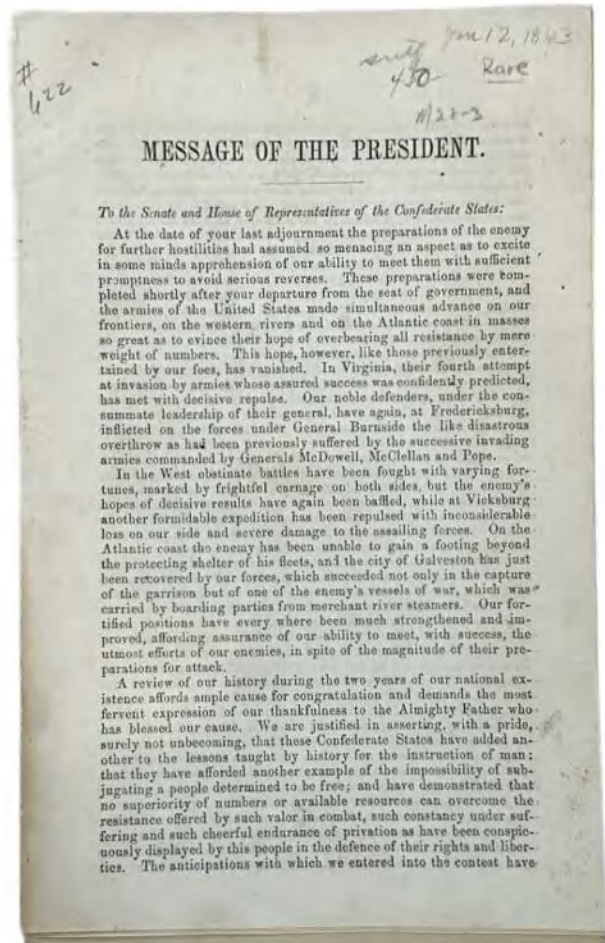 #
622
Jan 12, 1863
450 Rare
M28-3
MESSAGE OF THE PRESIDENT.
To the Senate and House of Representatives of the Confederate States:
At the date of your last adjournment the preparations of the enemy
for further hostilities had assumed so menacing an aspect as to excite
in some minds apprehension of our ability to meet them with sufficient
promptness to avoid serious reverses. These preparations were com-
pleted shortly after your departure from the seat of government, and
the armies of the United States made simultaneous advance on our
frontiers, on the western rivers and on the Atlantic coast in masses
so great as to evince their hope of overbearing all resistance by mere
weight of numbers. This hope, however, like those previously enter-
tained by our foes, has vanished. In Virginia, their fourth attempt
at invasion by armies whose assured success was confidently predicted,
has met with decisive repulse. Our noble defenders, under the con-
summate leadership of their general, have again, at Fredericksburg,
inflicted on the forces under General Burnside the like disastrous
overthrow as had been previously suffered by the successive invading
armies commanded by Generals McDowell, McClellan and Pope.
In the West obstinate battles have been fought with varying for-
tunes, marked by frightful carnage on both sides, but the enemy's
hopes of decisive results have again been baffled, while at Vicksburg
another formidable expedition has been repulsed with inconsiderable
loss on our side and severe damage to the assailing forces. On the
Atlantic coast the enemy has been unable to gain a footing beyond
the protecting shelter of his fleets, and the city of Galveston has just
been recovered by our forces, which succeeded not only in the capture
of the garrison but of one of the enemy's vessels of war, which was
carried by boarding parties from merchant river steamers. Our for-
tified positions have every where been much strengthened and im-
proved, affording assurance of our ability to meet, with success, the
utmost efforts of our enemies, in spite of the magnitude of their pre-
parations for attack.
A review of our history during the two years of our national ex-
istence affords ample cause for congratulation and demands the most
fervent expression of our thankfulness to the Almighty Father who
has blessed our cause. We are justified in asserting, with a pride,
surely not unbecoming, that these Confederate States have added an-
other to the lessons taught by history for the instruction of man;
that they have afforded another example of the impossibility of sub-
jugating a people determined to be free; and have demonstrated that
no superiority of numbers or available resources can overcome the
resistance offered by such valor in combat, such constancy under suf-
fering and such cheerful endurance of privation as have been conspic-
uously displayed by this people in the defence of their rights and liber-
ties. The anticipations with which we entered into the contest have